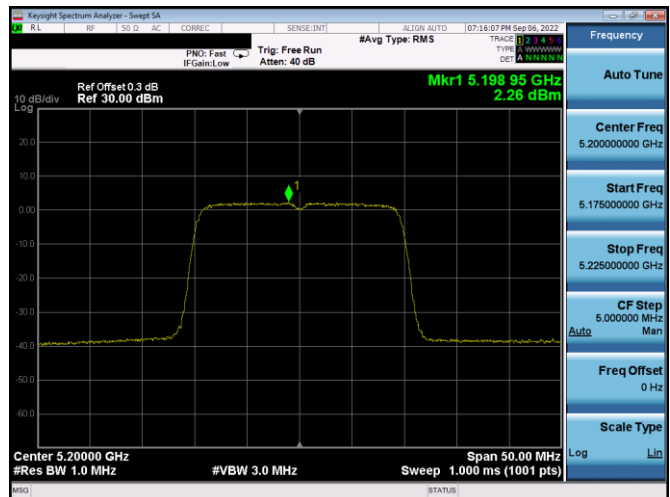 Keysight Spectrum Analyzer - Swept SA
RL RF 50 Ω AC CORREC SENSE:INT ALIGN AUTO 07:16:07 PM Sep 06, 2022
#Avg Type: RMS
TRACE 1 2 3 4 5 6
TYPE A WWWWW
DET A N N N N N
PNO: Fast
IFGain:Low
Trig: Free Run
Atten: 40 dB
Frequency
Mkr1 5.198 95 GHz
2.26 dBm
Ref Offset 0.3 dB
10 dB/div Ref 30.00 dBm
Log
20.0
10.0
0.00
-10.0
-20.0
-30.0
-40.0
-50.0
-60.0
1
Center 5.20000 GHz
#Res BW 1.0 MHz
#VBW 3.0 MHz
Span 50.00 MHz
Sweep 1.000 ms (1001 pts)
Auto Tune
Center Freq
5.200000000 GHz
Start Freq
5.175000000 GHz
Stop Freq
5.225000000 GHz
CF Step
5.000000 MHz
Auto Man
Freq Offset
0 Hz
Scale Type
Log Lin
MSG
STATUS